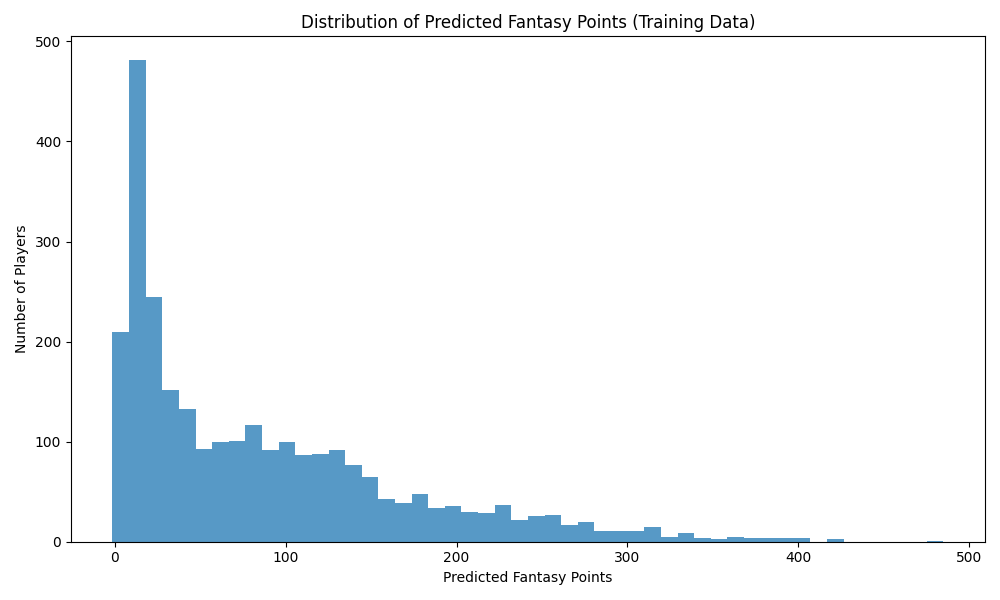 Distribution of Predicted Fantasy Points (Training Data)
500
400
300
200
100
0
Number of Players
0 100 200 300 400 500
Predicted Fantasy Points